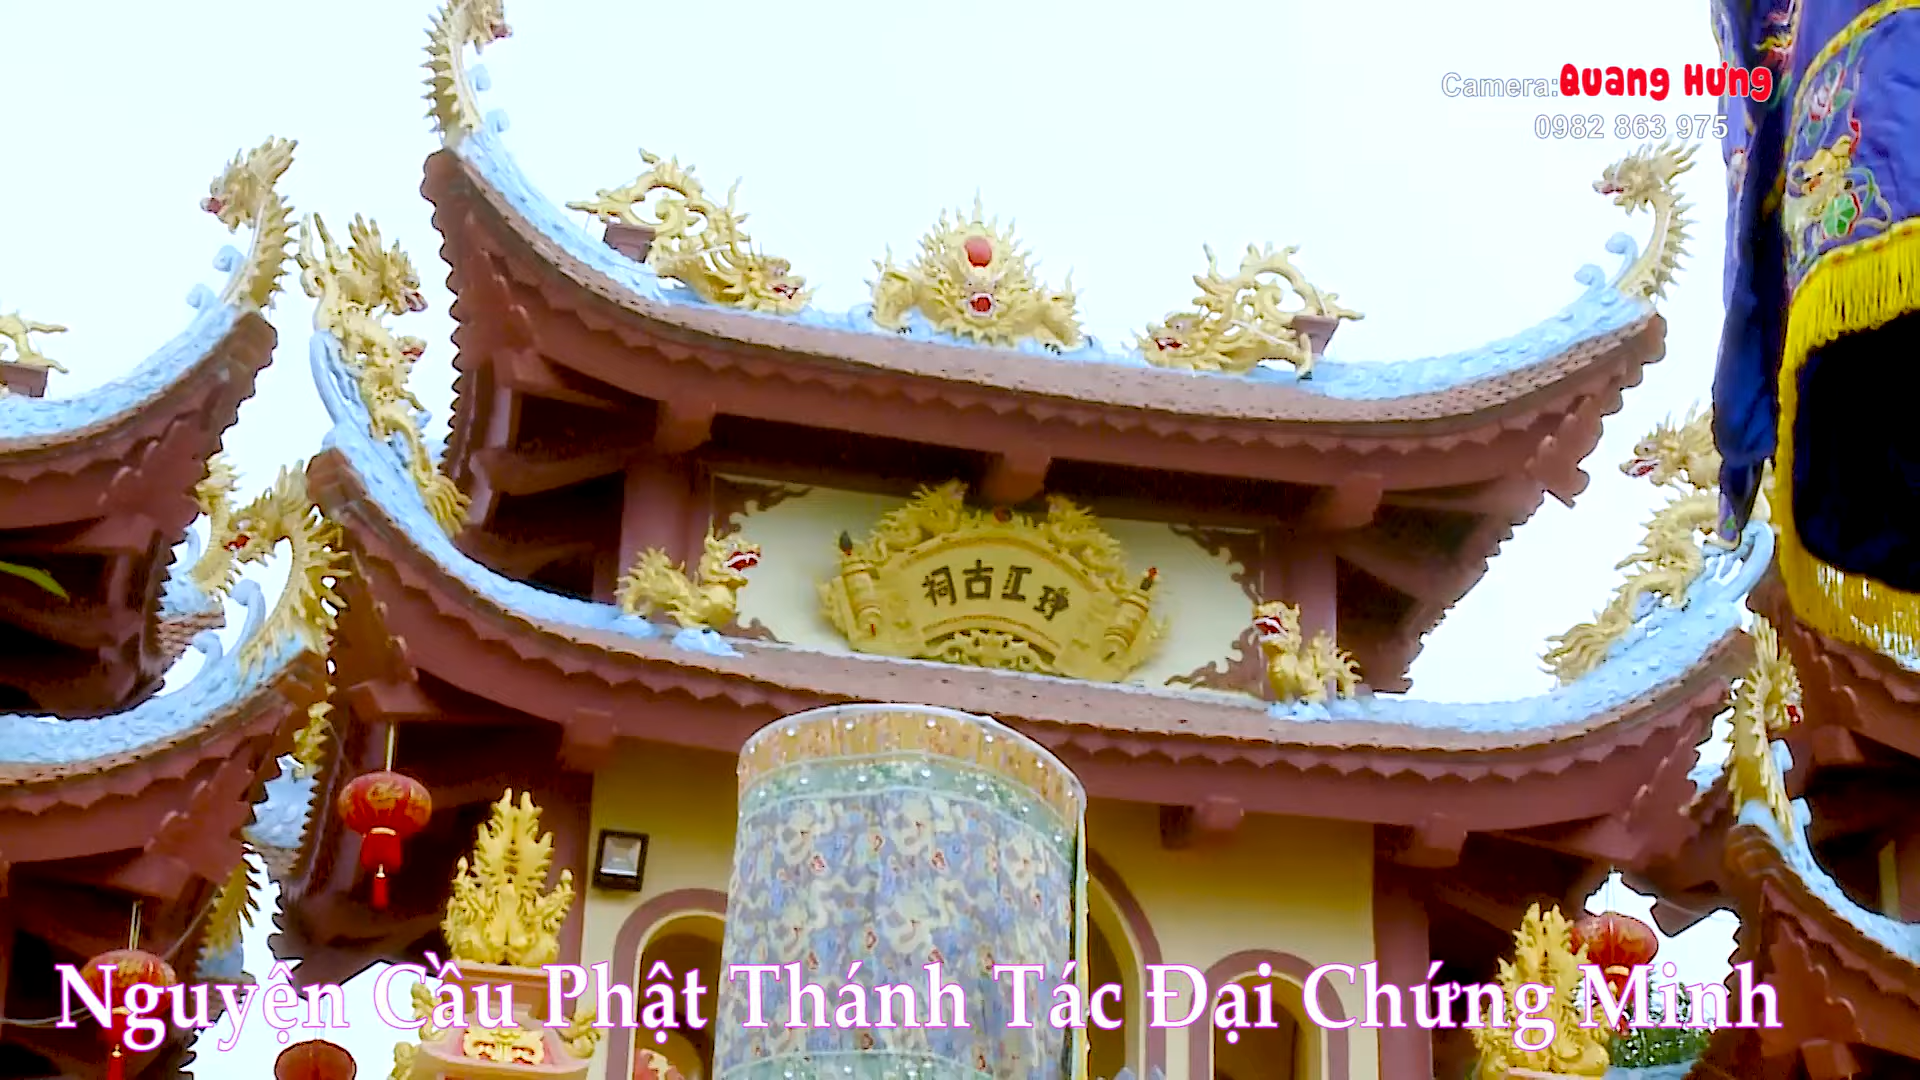 Camera:Quang Hưng
0982 863 975
祠古江珍
Nguyện Cầu Phật Thánh Tác Đại Chứng Minh